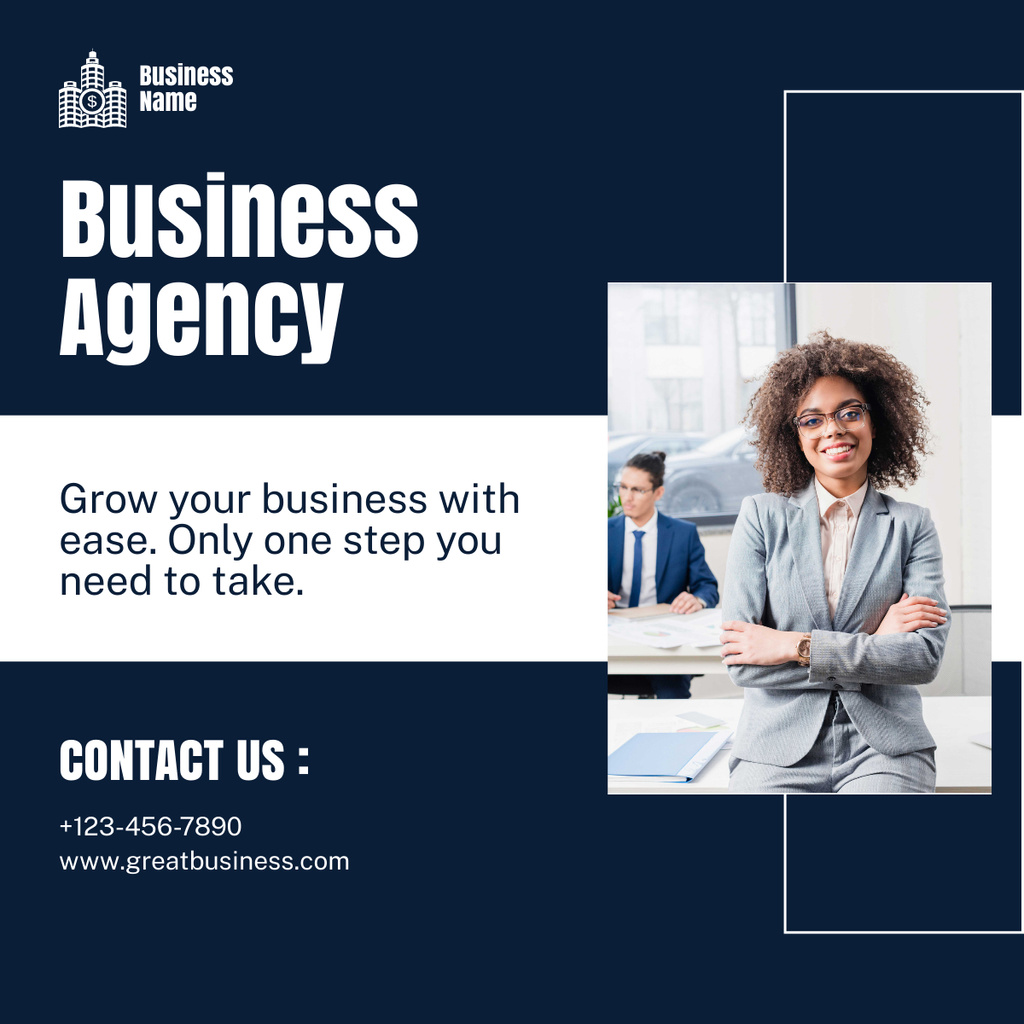 Business
Name
Business
Agency
Grow your business with
ease. Only one step you
need to take.
CONTACT US :
+123-456-7890
www.greatbusiness.com